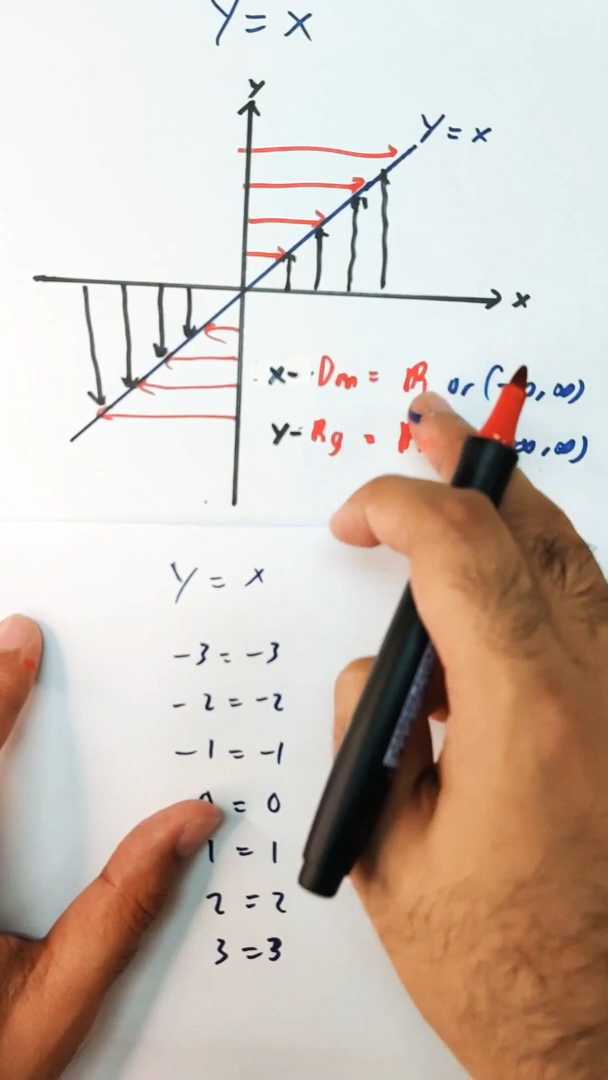 Y = x
Y
Y = x
x
x- Dm = ℝ or (-∞, ∞)
y- Rg = ∞, ∞)
Y = x
-3 = -3
-2 = -2
-1 = -1
= 0
1 = 1
2 = 2
3 = 3